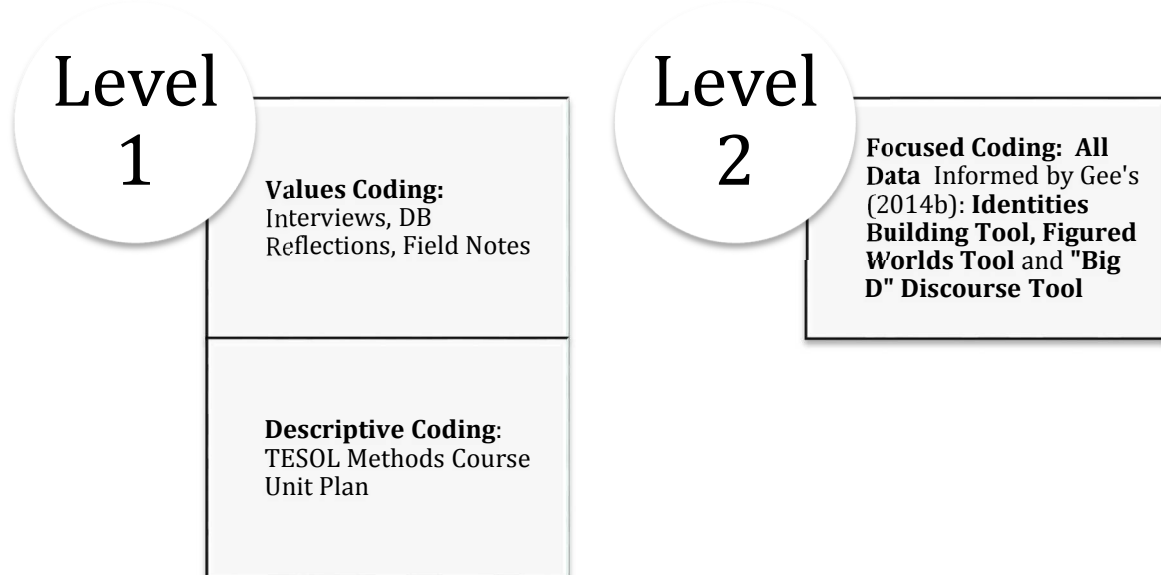 Level
1
Values Coding:
Interviews, DB
Reflections, Field Notes
Descriptive Coding:
TESOL Methods Course
Unit Plan
Level
2
Focused Coding:  All
Data  Informed by Gee's
(2014b): Identities
Building Tool, Figured
Worlds Tool and "Big
D" Discourse Tool